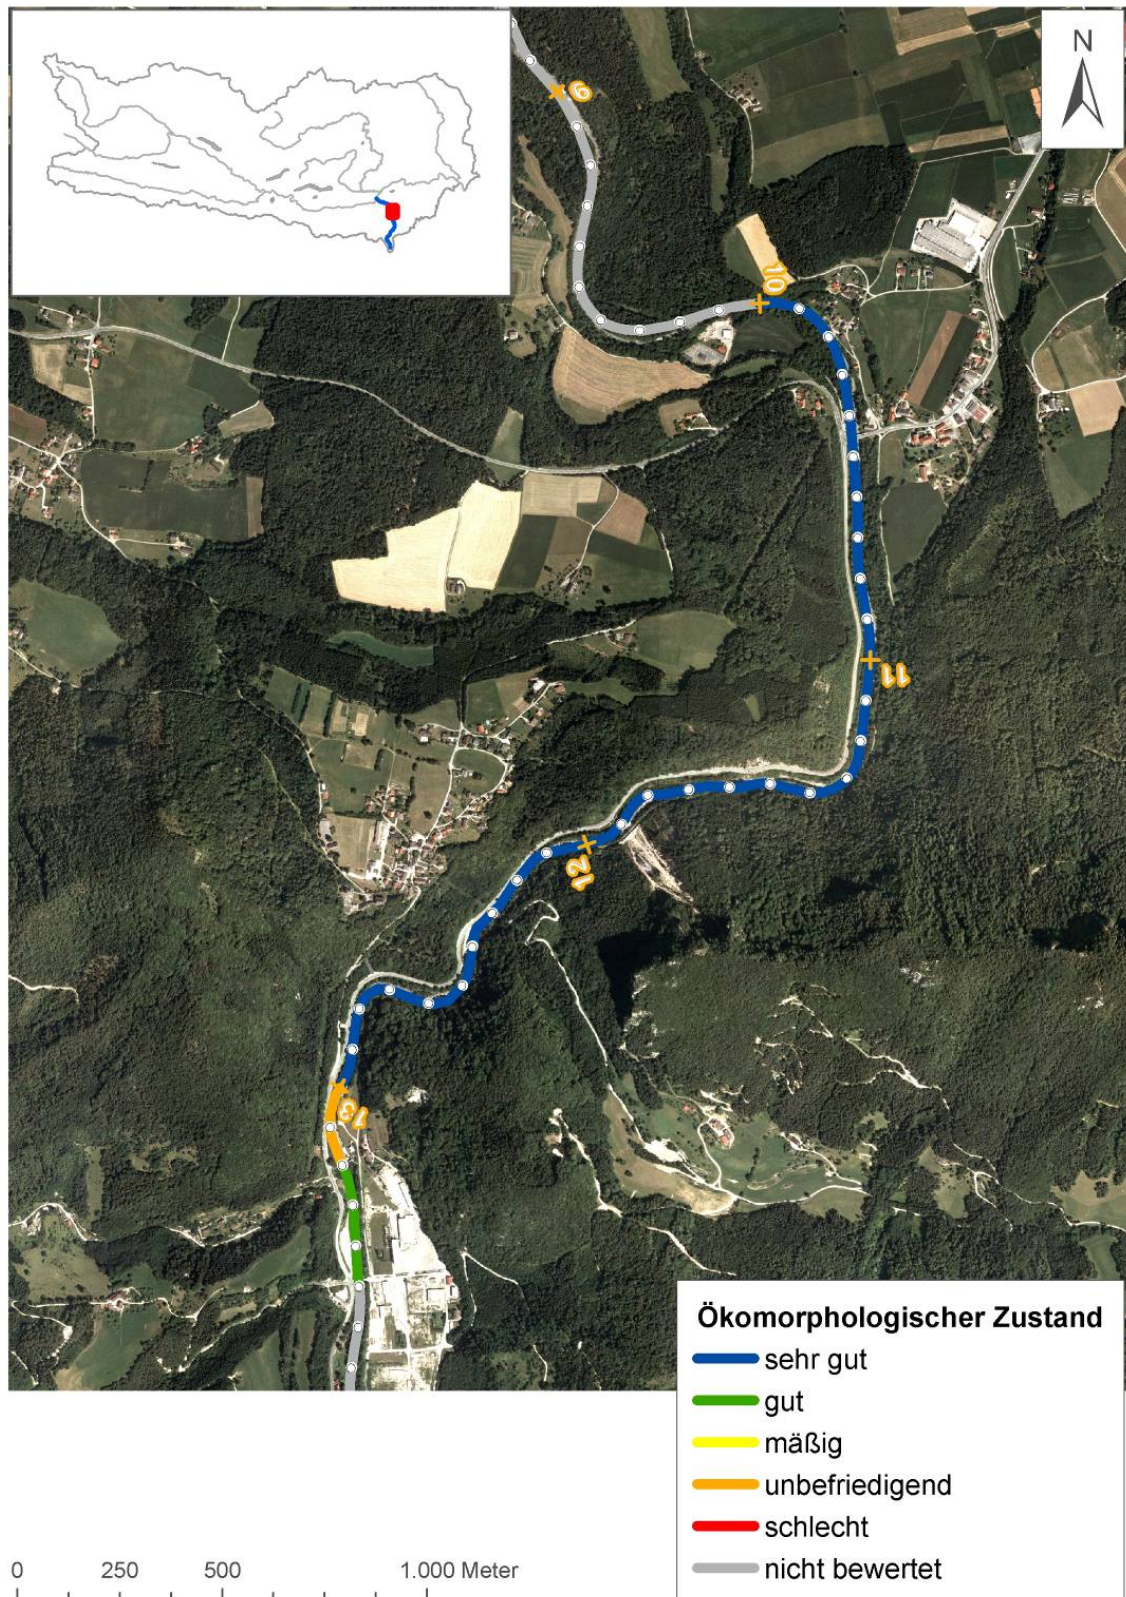 N
9
10
11
12
13
Ökomorphologischer Zustand
sehr gut
gut
mäßig
unbefriedigend
schlecht
nicht bewertet
0 250 500 1.000 Meter